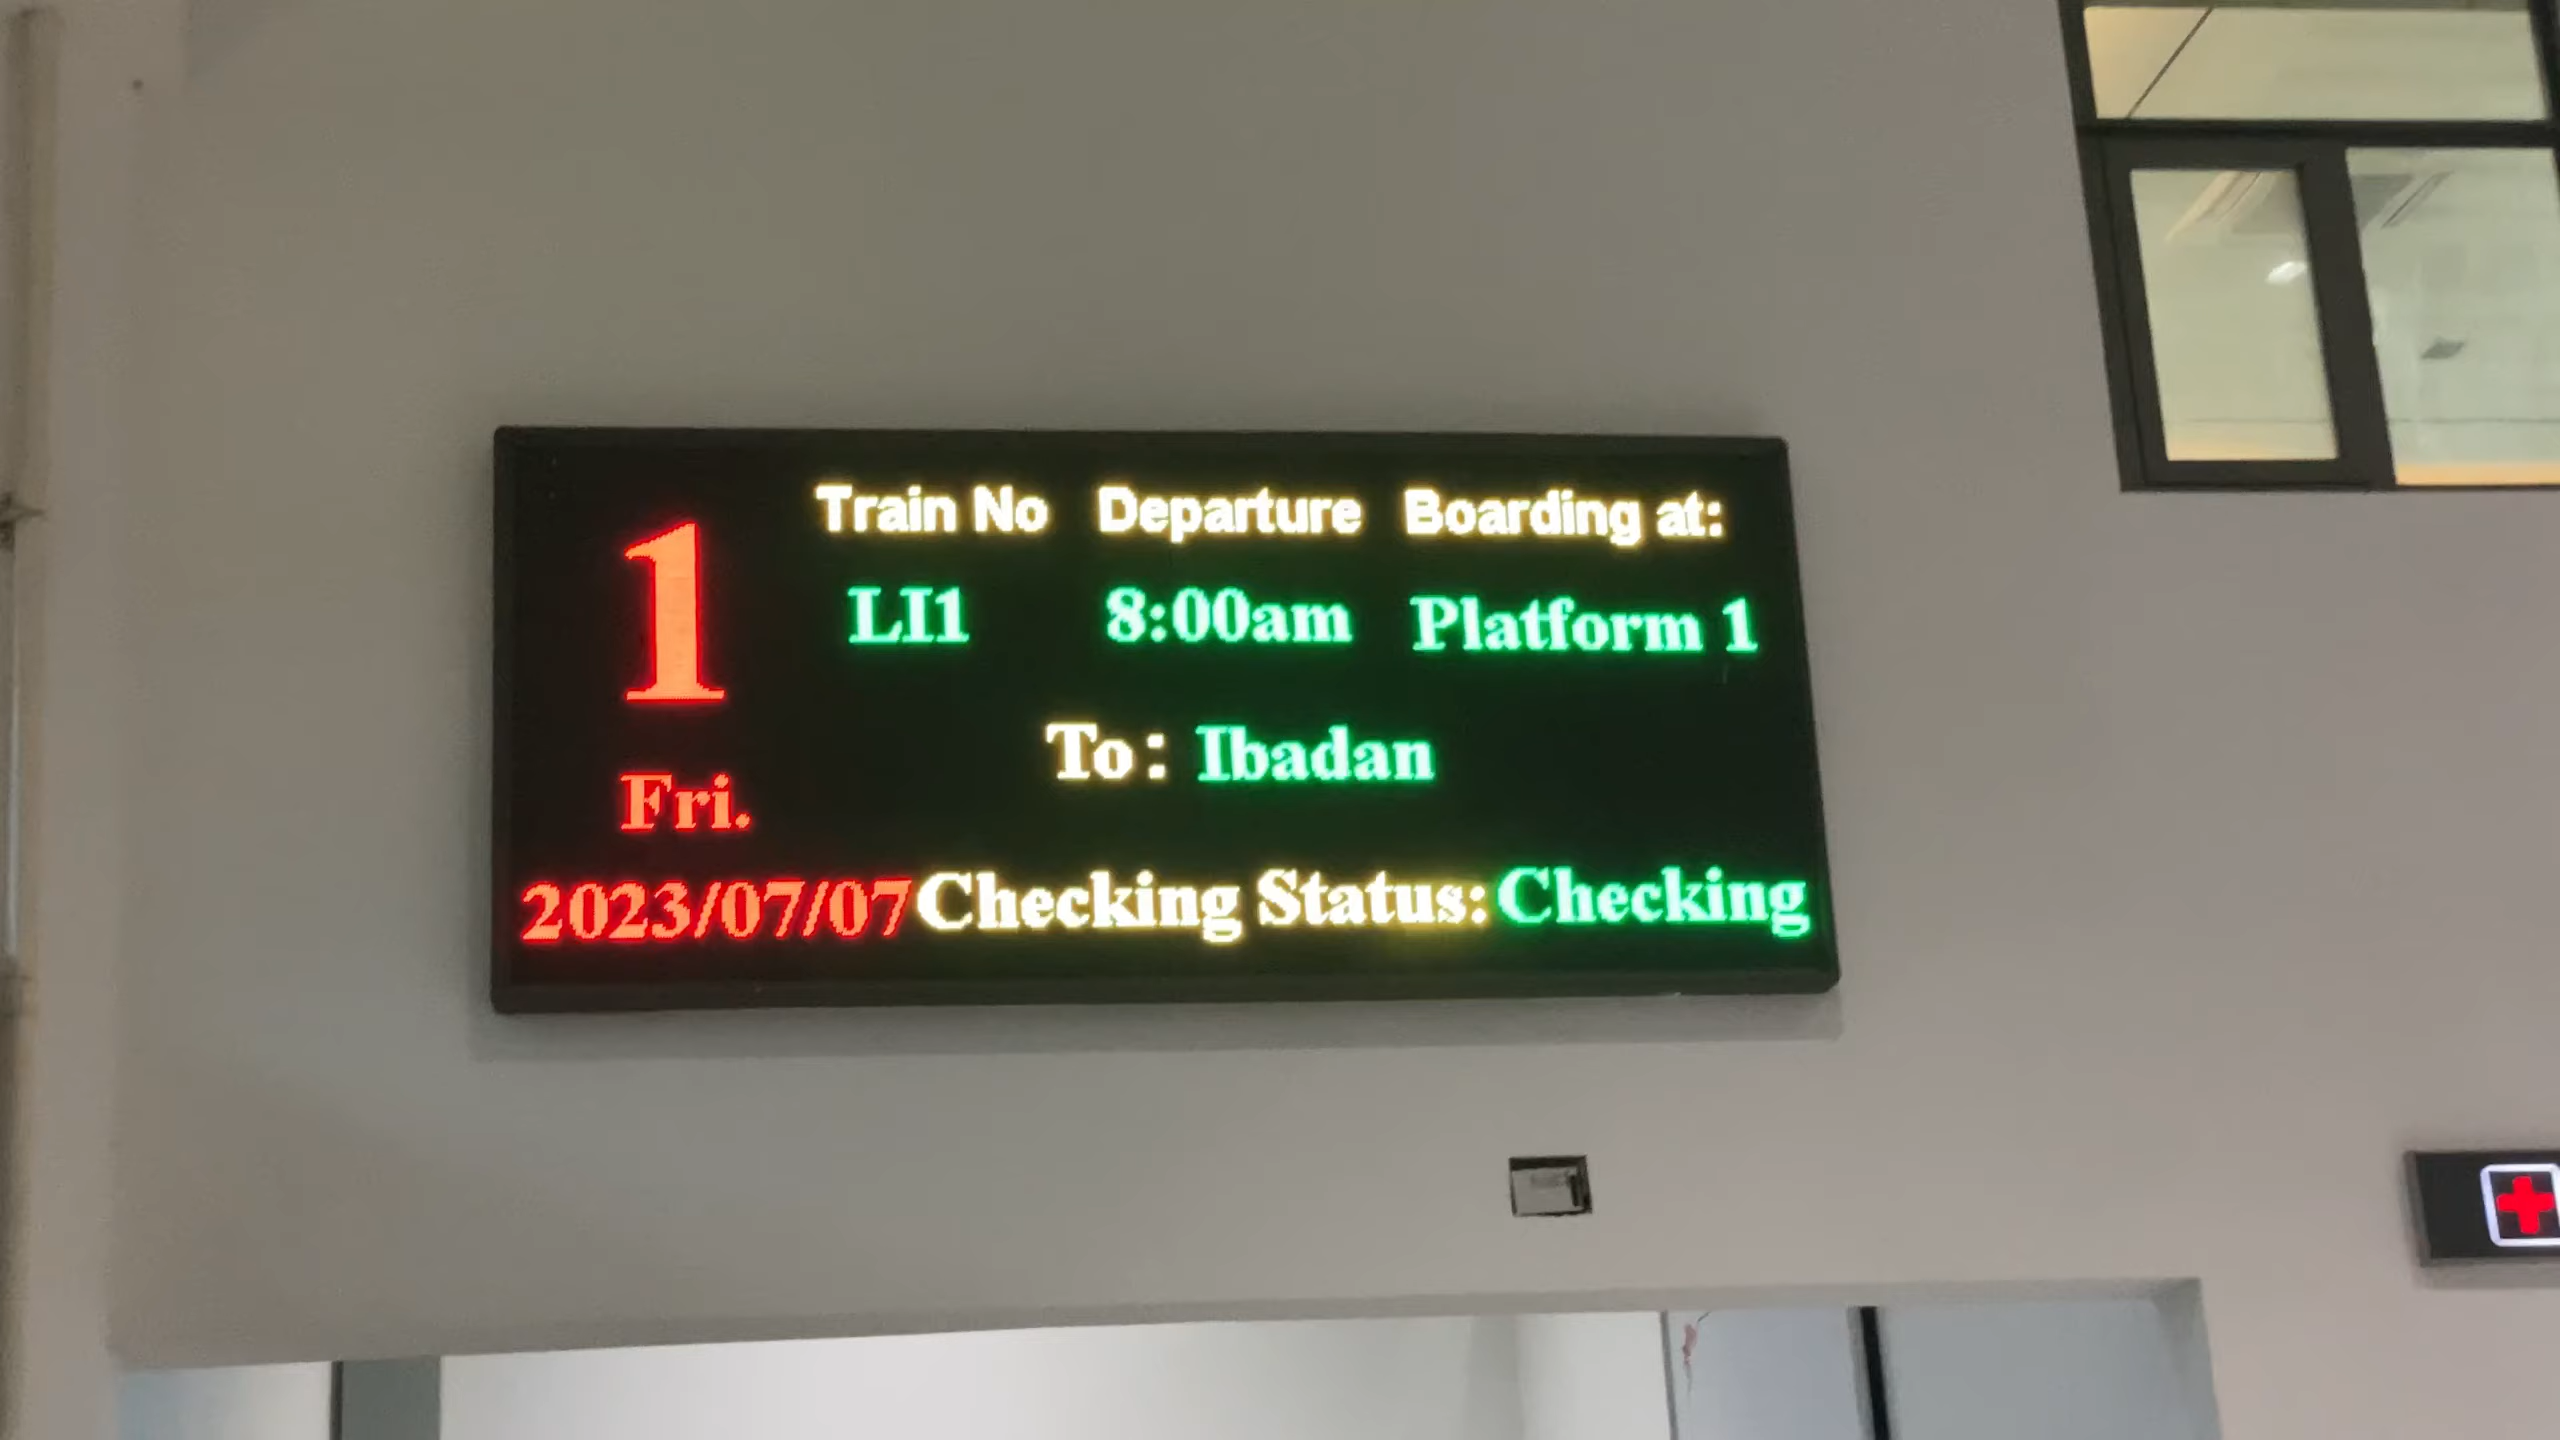 1
Train No Departure Boarding at:
LI1 8:00am Platform 1
To: Ibadan
Fri.
2023/07/07 Checking Status: Checking